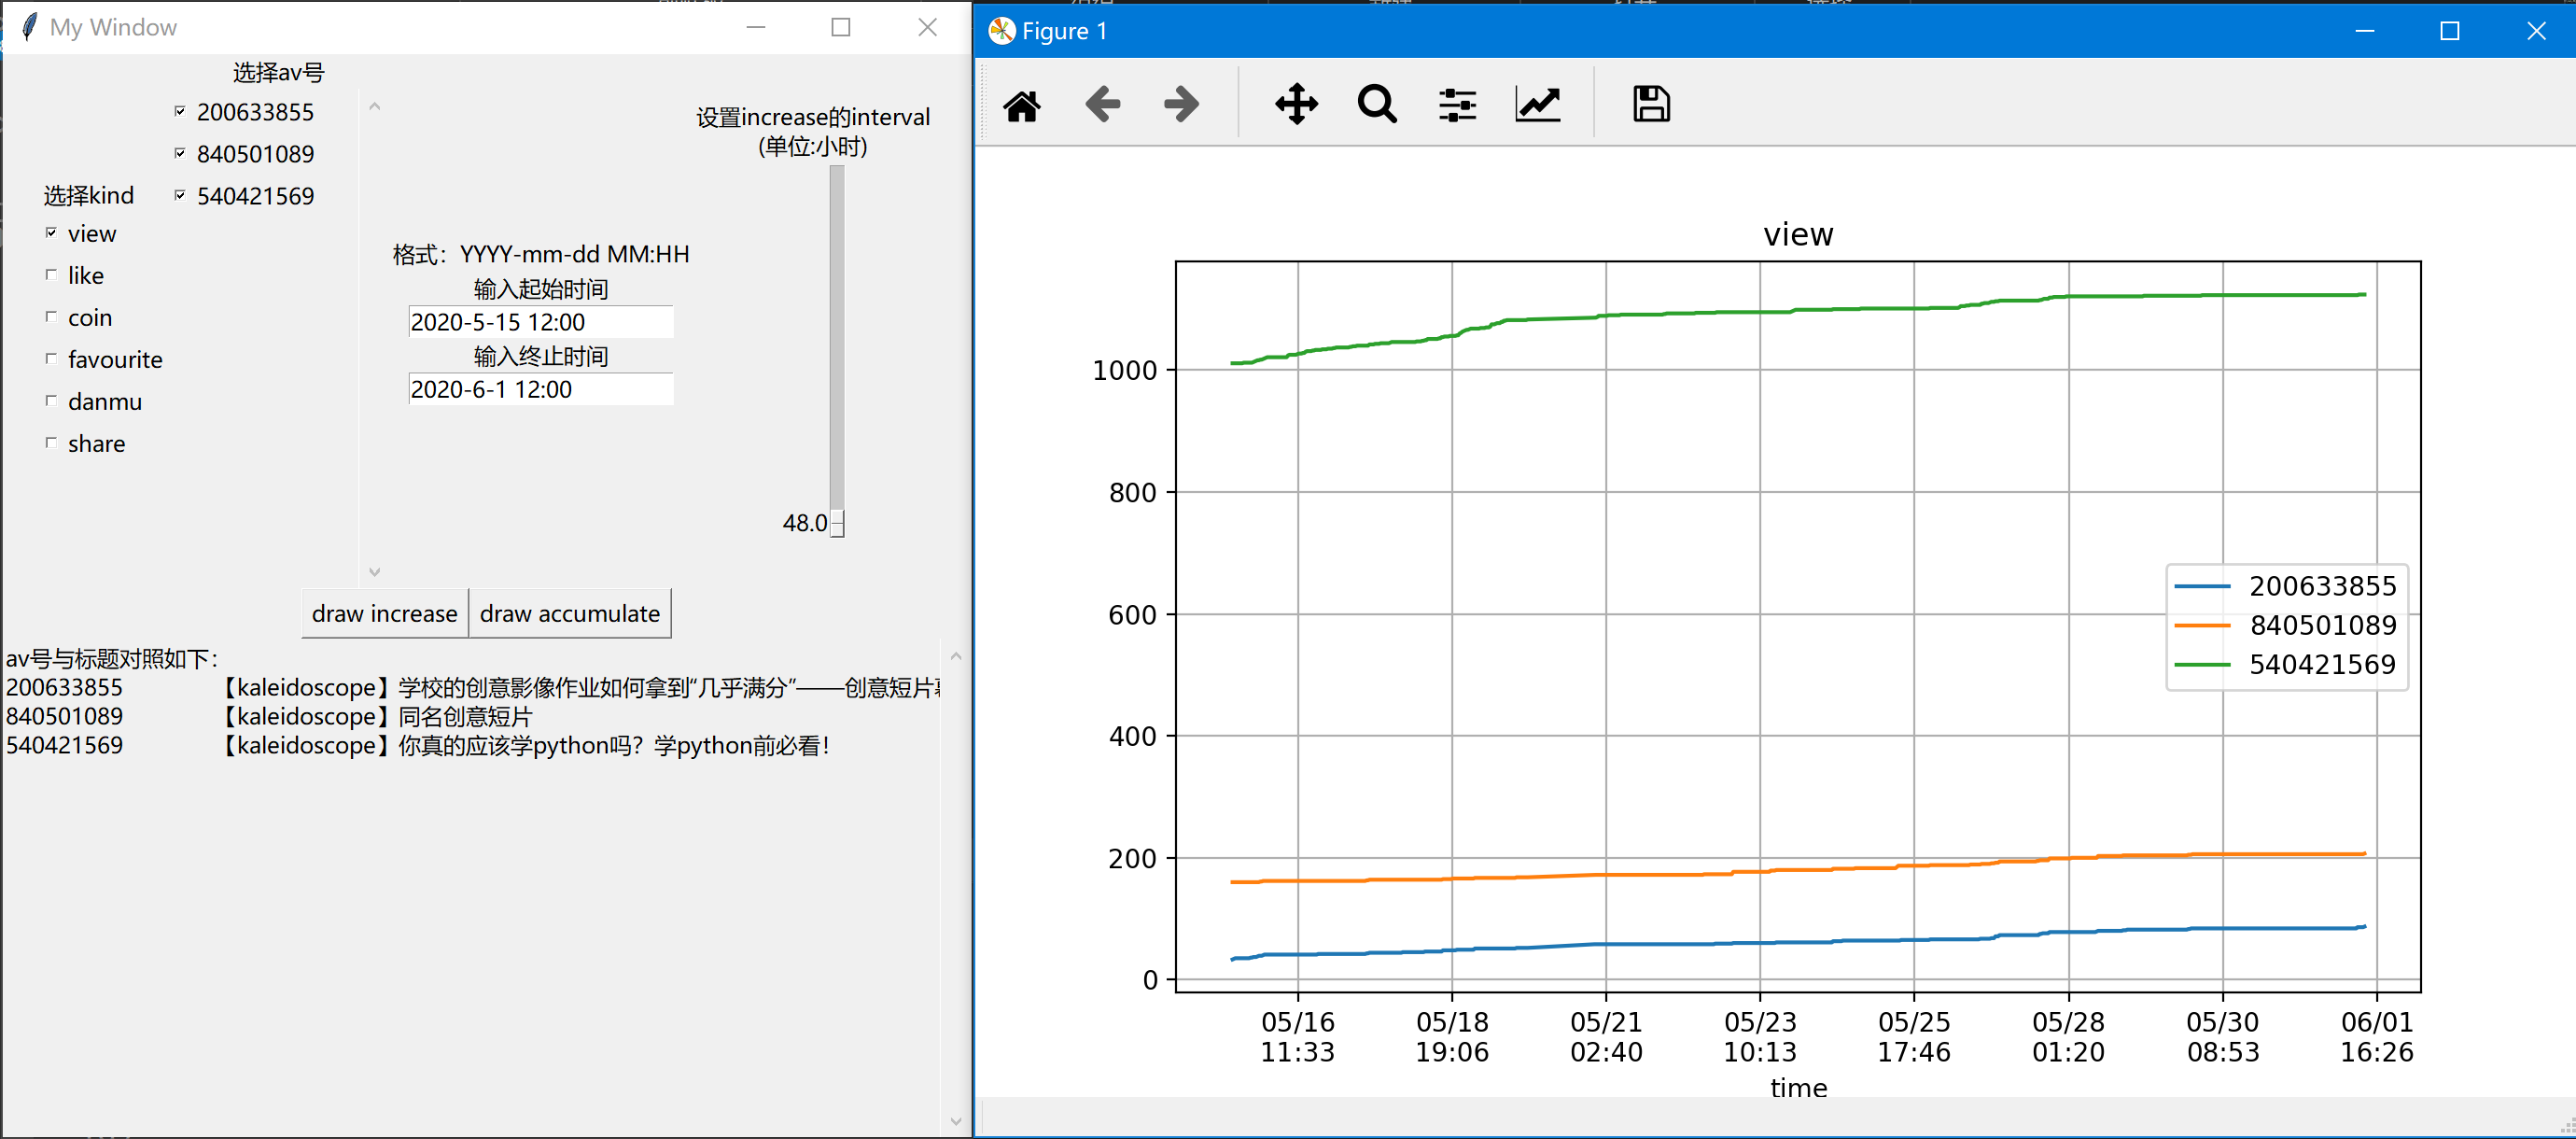 My Window
选择av号
200633855
840501089
540421569
选择kind
view
like
coin
favourite
danmu
share
格式：YYYY-mm-dd MM:HH
输入起始时间
2020-5-15 12:00
输入终止时间
2020-6-1 12:00
设置increase的interval
(单位:小时)
48.0
draw increase
draw accumulate
av号与标题对照如下：
200633855 【kaleidoscope】学校的创意影像作业如何拿到“几乎满分”——创意短片
840501089 【kaleidoscope】同名创意短片
540421569 【kaleidoscope】你真的应该学python吗？学python前必看！
Figure 1
view
1000
800
600
400
200
0
200633855
840501089
540421569
05/16 05/18 05/21 05/23 05/25 05/28 05/30 06/01
11:33 19:06 02:40 10:13 17:46 01:20 08:53 16:26
time